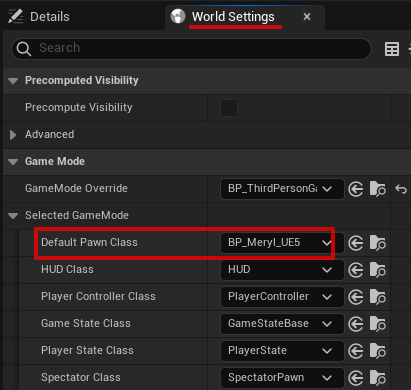 Details
World Settings
Search
Precomputed Visibility
Precompute Visibility
Advanced
Game Mode
GameMode Override BP_ThirdPersonGa
Selected GameMode
Default Pawn Class BP_Meryl_UE5
HUD Class HUD
Player Controller Class PlayerController
Game State Class GameStateBase
Player State Class PlayerState
Spectator Class SpectatorPawn